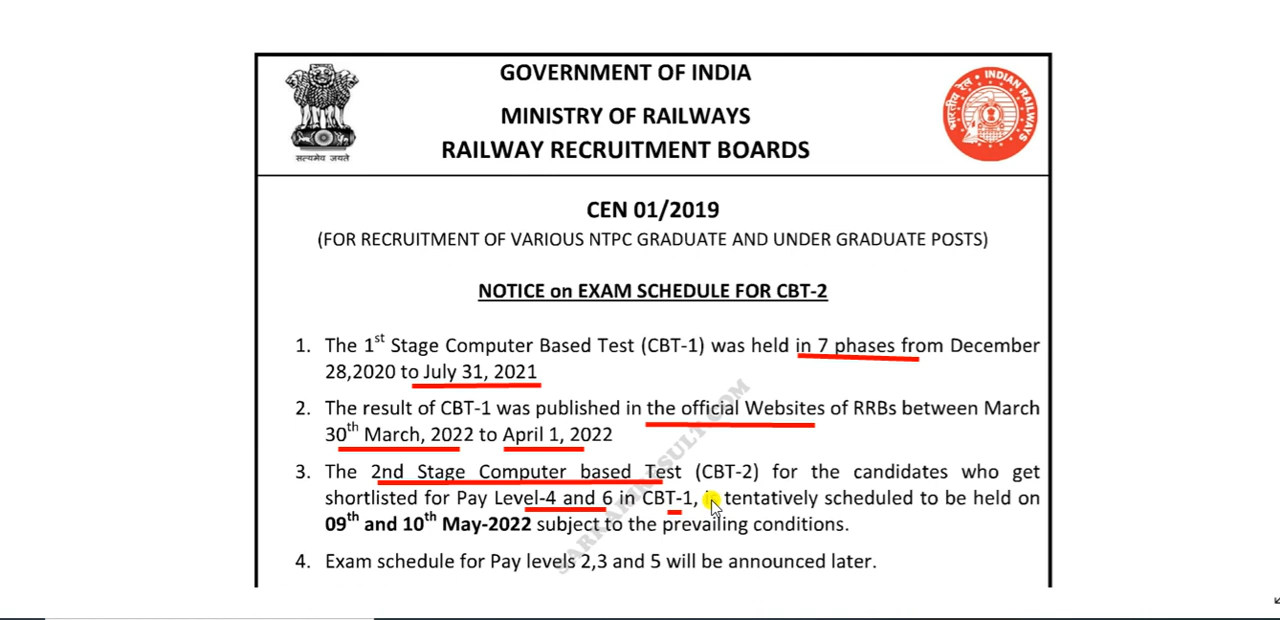 GOVERNMENT OF INDIA
MINISTRY OF RAILWAYS
RAILWAY RECRUITMENT BOARDS
सत्यमेव जयते
भारतीय रेल • INDIAN RAILWAYS
CEN 01/2019
(FOR RECRUITMENT OF VARIOUS NTPC GRADUATE AND UNDER GRADUATE POSTS)
NOTICE on EXAM SCHEDULE FOR CBT-2
1. The 1st Stage Computer Based Test (CBT-1) was held in 7 phases from December
28,2020 to July 31, 2021
2. The result of CBT-1 was published in the official Websites of RRBs between March
30th March, 2022 to April 1, 2022
3. The 2nd Stage Computer based Test (CBT-2) for the candidates who get
shortlisted for Pay Level-4 and 6 in CBT-1, tentatively scheduled to be held on
09th and 10th May-2022 subject to the prevailing conditions.
4. Exam schedule for Pay levels 2,3 and 5 will be announced later.